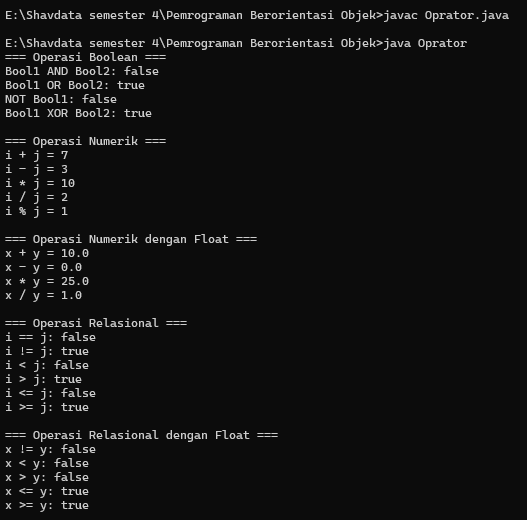 E:\Shavdata semester 4\Pemrograman Berorientasi Objek>javac Oprator.java
E:\Shavdata semester 4\Pemrograman Berorientasi Objek>java Oprator
=== Operasi Boolean ===
Bool1 AND Bool2: false
Bool1 OR Bool2: true
NOT Bool1: false
Bool1 XOR Bool2: true
=== Operasi Numerik ===
i + j = 7
i - j = 3
i * j = 10
i / j = 2
i % j = 1
=== Operasi Numerik dengan Float ===
x + y = 10.0
x - y = 0.0
x * y = 25.0
x / y = 1.0
=== Operasi Relasional ===
i == j: false
i != j: true
i < j: false
i > j: true
i <= j: false
i >= j: true
=== Operasi Relasional dengan Float ===
x != y: false
x < y: false
x > y: false
x <= y: true
x >= y: true